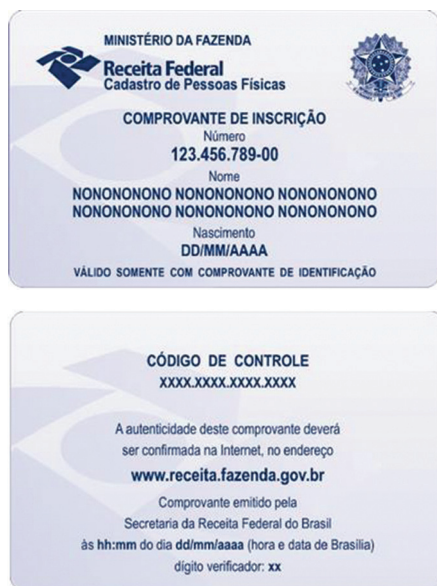 MINISTÉRIO DA FAZENDA
Receita Federal
Cadastro de Pessoas Físicas
COMPROVANTE DE INSCRIÇÃO
Número
123.456.789-00
Nome
NONONONONO NONONONONO NONONONONO
NONONONONO NONONONONO NONONONONO
Nascimento
DD/MM/AAAA
VÁLIDO SOMENTE COM COMPROVANTE DE IDENTIFICAÇÃO
CÓDIGO DE CONTROLE
XXXX.XXXX.XXXX.XXXX
A autenticidade deste comprovante deverá
ser confirmada na Internet, no endereço
www.receita.fazenda.gov.br
Comprovante emitido pela
Secretaria da Receita Federal do Brasil
às hh:mm do dia dd/mm/aaaa (hora e data de Brasília)
dígito verificador: xx